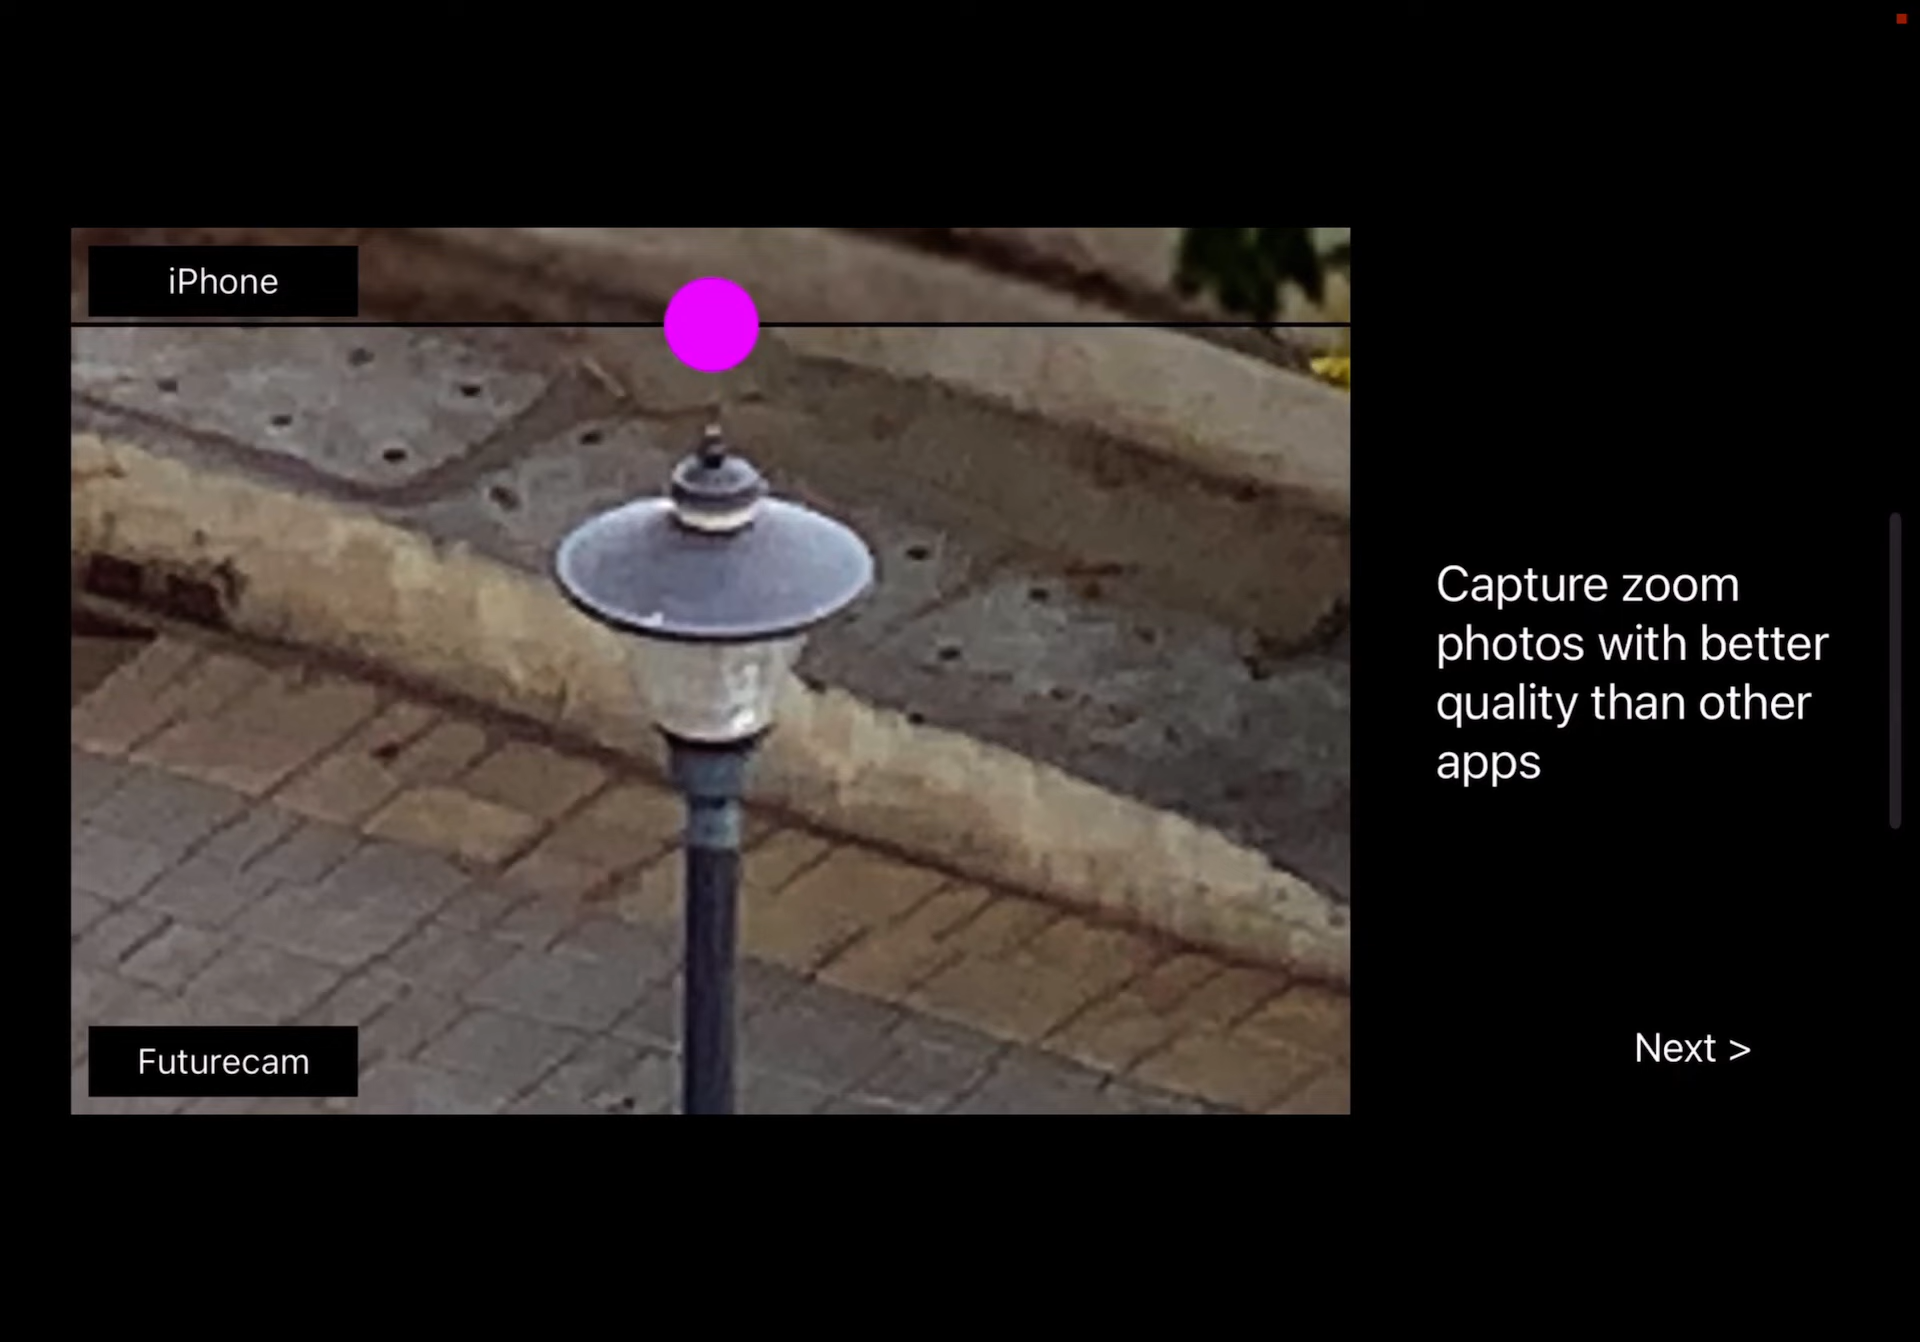 iPhone
Capture zoom
photos with better
quality than other
apps
Futurecam
Next >